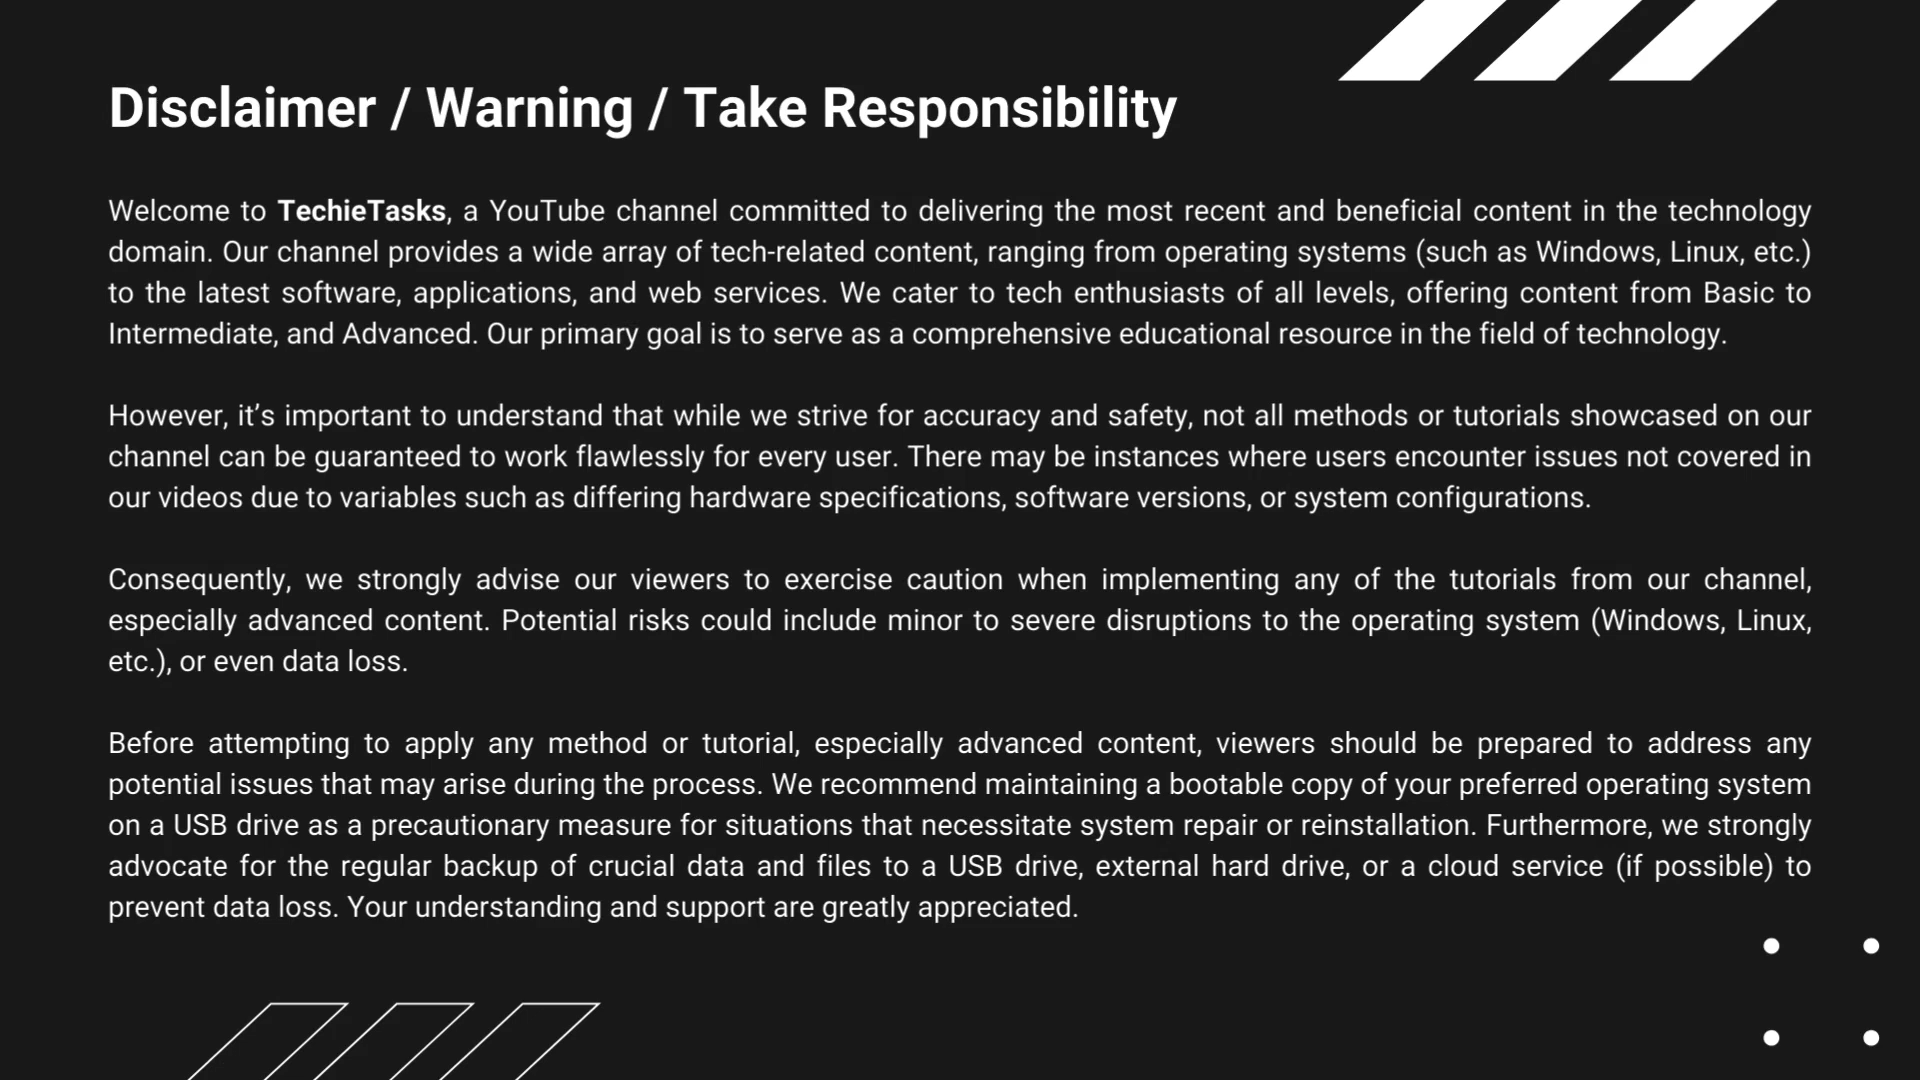 Disclaimer / Warning / Take Responsibility
Welcome to TechieTasks, a YouTube channel committed to delivering the most recent and beneficial content in the technology
domain. Our channel provides a wide array of tech-related content, ranging from operating systems (such as Windows, Linux, etc.)
to the latest software, applications, and web services. We cater to tech enthusiasts of all levels, offering content from Basic to
Intermediate, and Advanced. Our primary goal is to serve as a comprehensive educational resource in the field of technology.
However, it’s important to understand that while we strive for accuracy and safety, not all methods or tutorials showcased on our
channel can be guaranteed to work flawlessly for every user. There may be instances where users encounter issues not covered in
our videos due to variables such as differing hardware specifications, software versions, or system configurations.
Consequently, we strongly advise our viewers to exercise caution when implementing any of the tutorials from our channel,
especially advanced content. Potential risks could include minor to severe disruptions to the operating system (Windows, Linux,
etc.), or even data loss.
Before attempting to apply any method or tutorial, especially advanced content, viewers should be prepared to address any
potential issues that may arise during the process. We recommend maintaining a bootable copy of your preferred operating system
on a USB drive as a precautionary measure for situations that necessitate system repair or reinstallation. Furthermore, we strongly
advocate for the regular backup of crucial data and files to a USB drive, external hard drive, or a cloud service (if possible) to
prevent data loss. Your understanding and support are greatly appreciated.